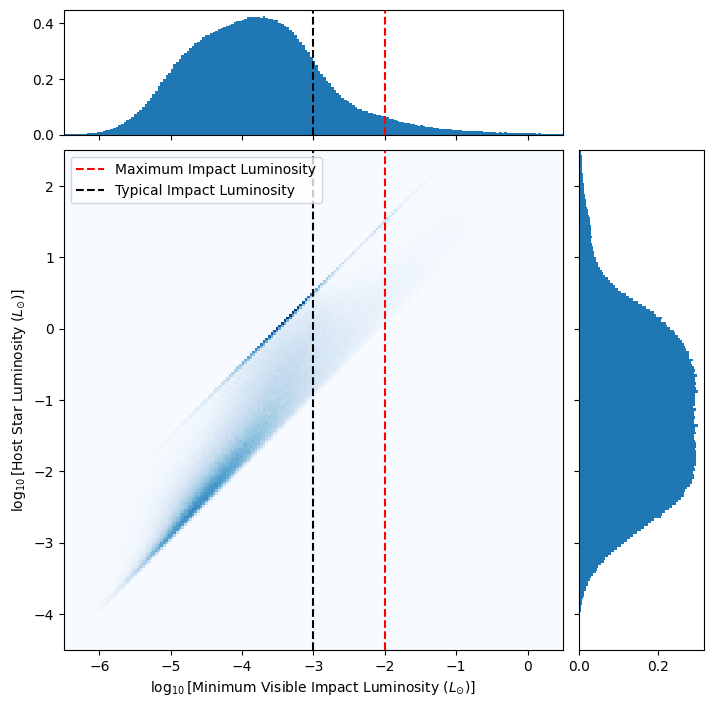 0.4
0.2
0.0
Maximum Impact Luminosity
Typical Impact Luminosity
2
1
0
−1
−2
−3
−4
log₁₀ [Host Star Luminosity (L⊙)]
−6 −5 −4 −3 −2 −1 0
0.0 0.2
log₁₀ [Minimum Visible Impact Luminosity (L⊙)]